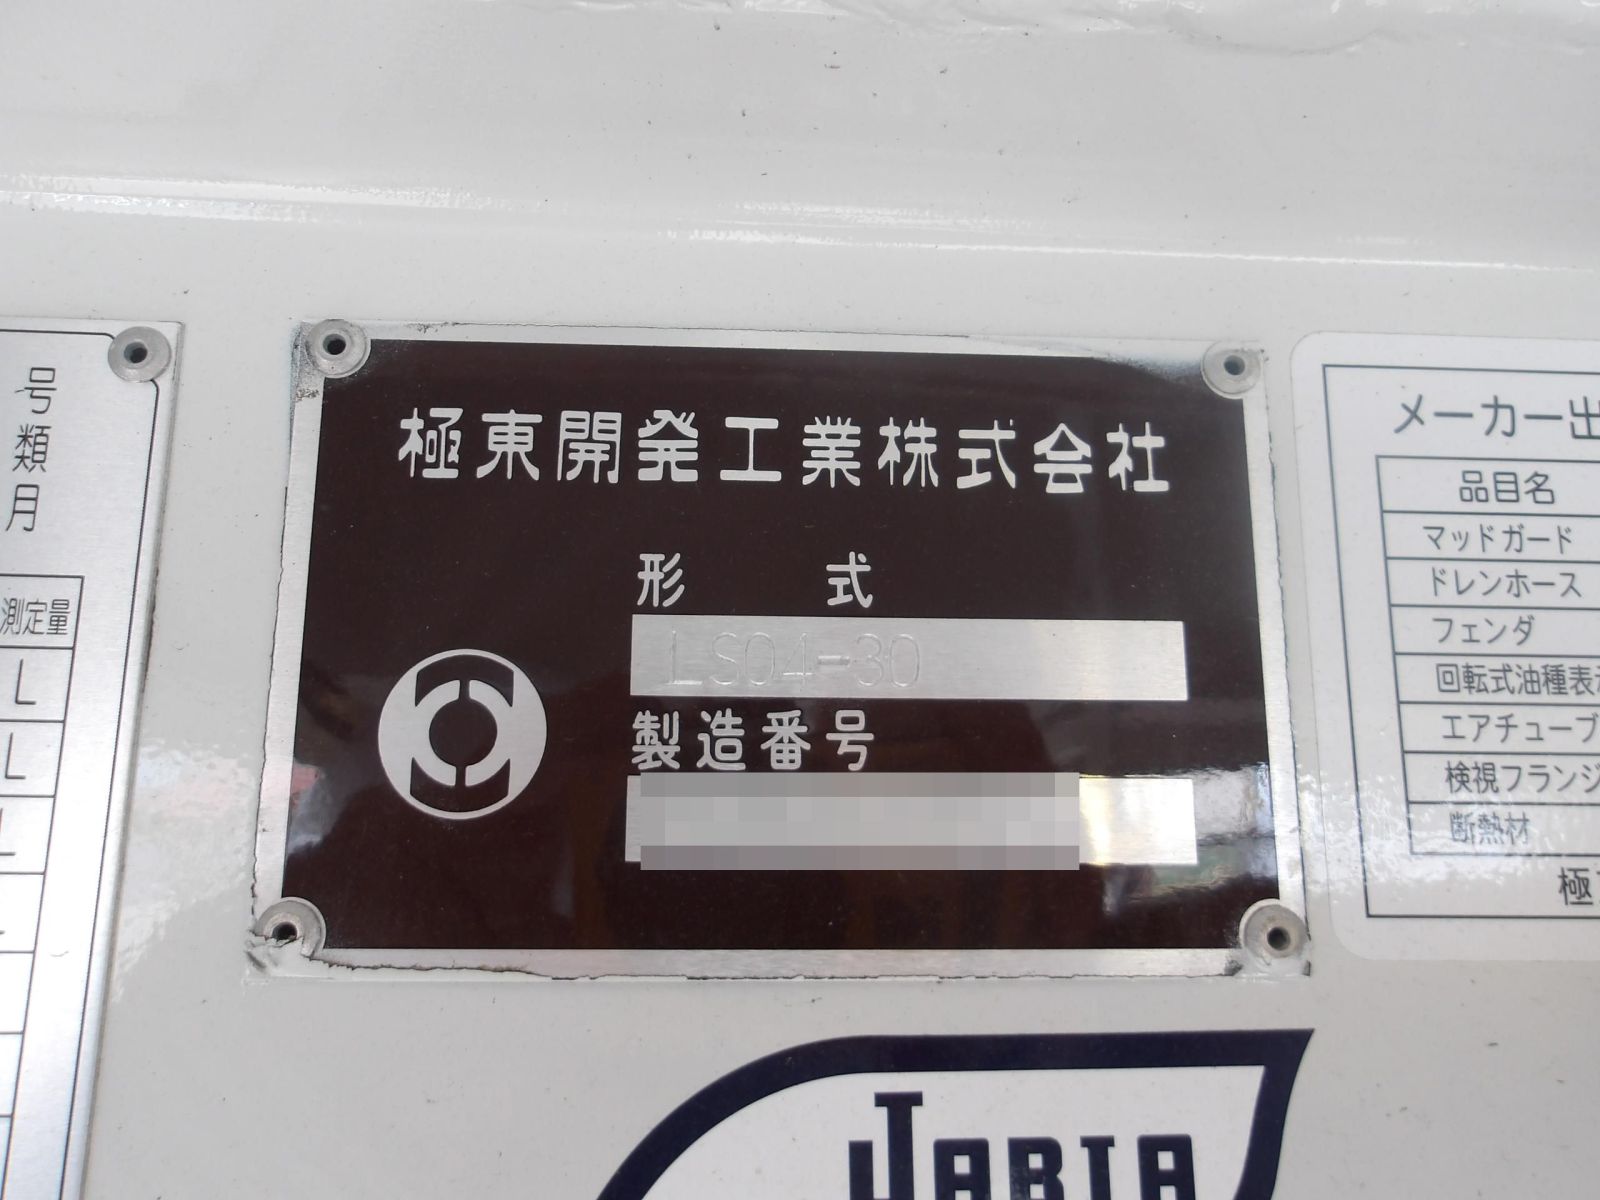 号
類
月
測定量
L
L
L
極東開発工業株式会社
形 式
LS04-30
製造番号
メーカー出
品目名
マッドガード
ドレンホース
フェンダ
回転式油種表示
エアチューブ
検視フランジ
断熱材
極
JABIA